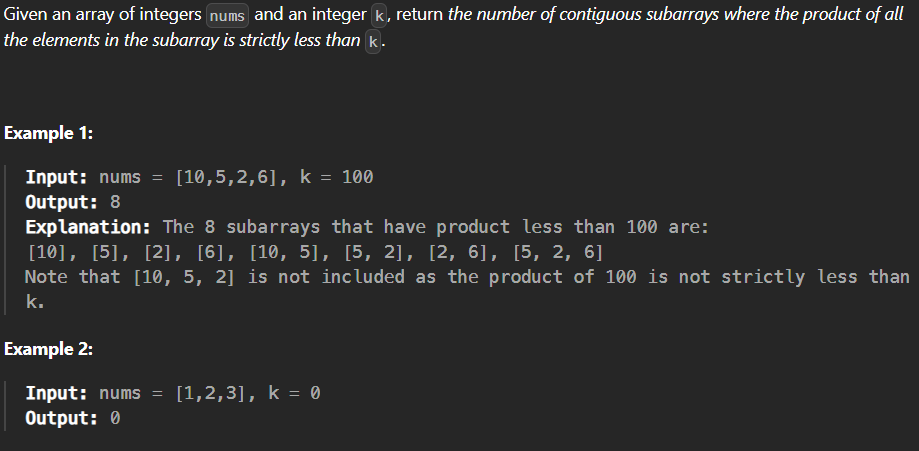 Given an array of integers nums and an integer k, return the number of contiguous subarrays where the product of all
the elements in the subarray is strictly less than k.
Example 1:
Input: nums = [10,5,2,6], k = 100
Output: 8
Explanation: The 8 subarrays that have product less than 100 are:
[10], [5], [2], [6], [10, 5], [5, 2], [2, 6], [5, 2, 6]
Note that [10, 5, 2] is not included as the product of 100 is not strictly less than
k.
Example 2:
Input: nums = [1,2,3], k = 0
Output: 0